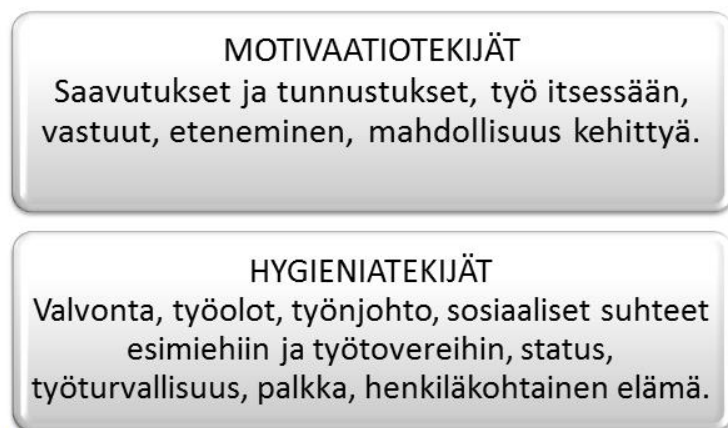 MOTIVAATIOTEKIJÄT
Saavutukset ja tunnustukset, työ itsessään,
vastuut, eteneminen, mahdollisuus kehittyä.
HYGIENIATEKIJÄT
Valvonta, työolot, työnjohto, sosiaaliset suhteet
esimiehiin ja työtovereihin, status,
työturvallisuus, palkka, henkiläkohtainen elämä.